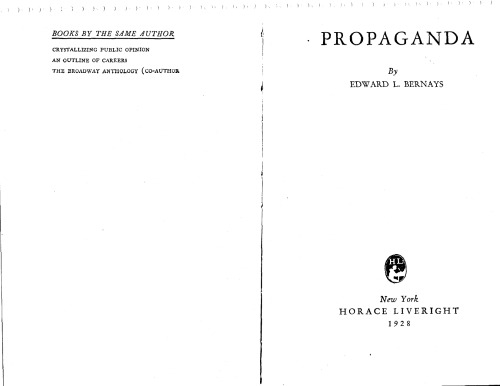 BOOKS BY THE SAME AUTHOR
CRYSTALLIZING PUBLIC OPINION
AN OUTLINE OF CAREERS
THE BROADWAY ANTHOLOGY (CO-AUTHOR
PROPAGANDA
By
EDWARD L. BERNAYS
HL
New York
HORACE LIVERIGHT
1928